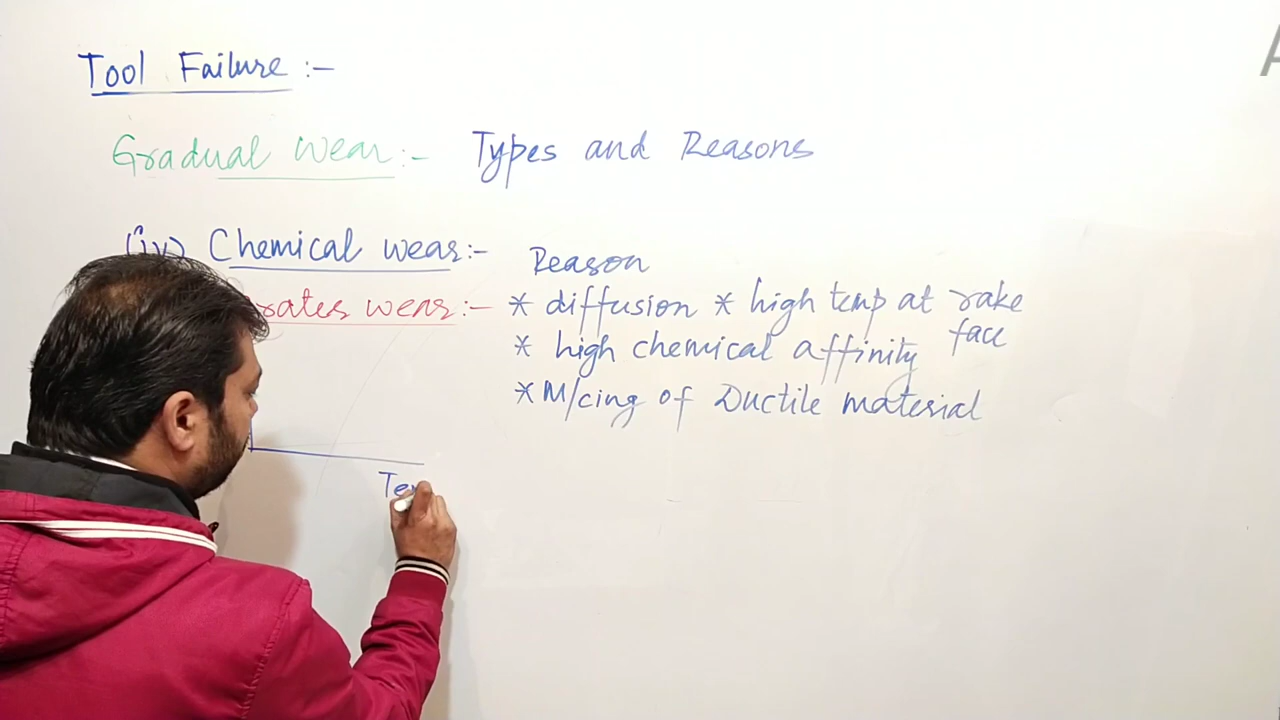 Tool Failure :-
Gradual wear :- Types and Reasons
(iv) Chemical wear :- Reason
wear :- * diffusion * high temp at rake face
* high chemical affinity
* M/cing of Ductile material